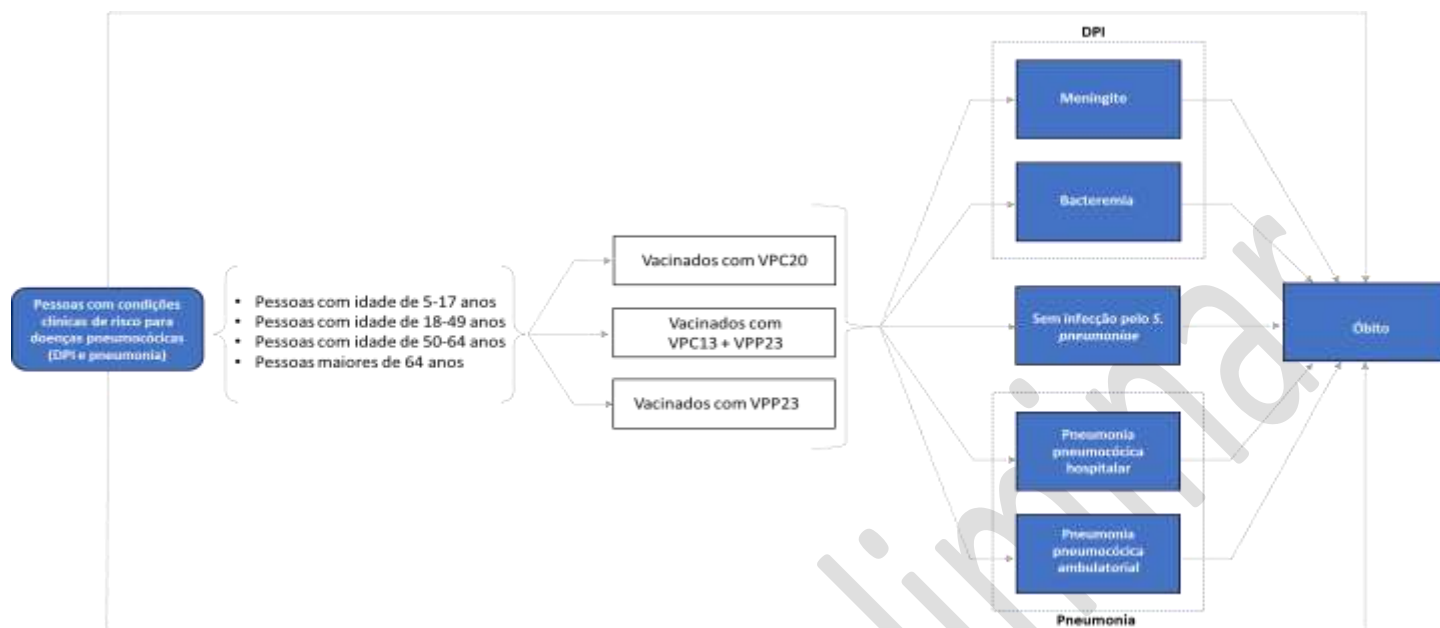 DPI
Meningite
Bacteremia
Vacinados com VPC20
Pessoas com condições
clínicas de risco para
doenças pneumocócicas
(DPI e pneumonia)
• Pessoas com idade de 5-17 anos
• Pessoas com idade de 18-49 anos
• Pessoas com idade de 50-64 anos
• Pessoas maiores de 64 anos
Vacinados com
VPC13 + VPP23
Sem infecção pelo S.
pneumoniae
Óbito
Vacinados com VPP23
Pneumonia
pneumocócica
hospitalar
Pneumonia
pneumocócica
ambulatorial
Pneumonia
liminar